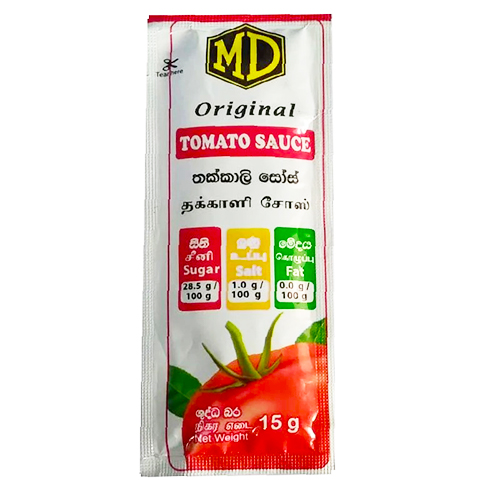 MD
Tear here
Original
TOMATO SAUCE
තක්කාලි සෝස්
தக்காளி சோஸ்
සීනි
சீனி
Sugar
28.5 g /
100 g
ලුණු
உப்பு
Salt
1.0 g /
100 g
මේදය
கொழுப்பு
Fat
0.0 g /
100 g
ශුද්ධ බර
நிகர எடை
Net Weight
15 g